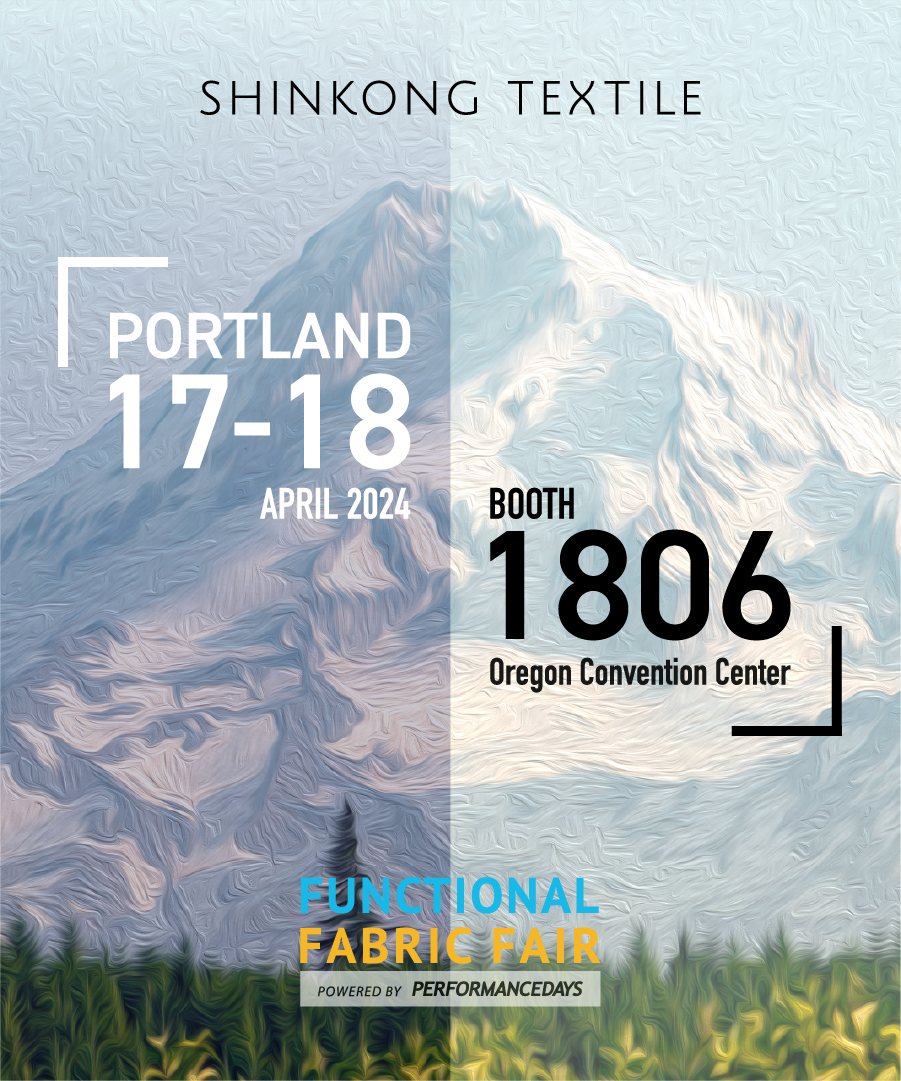 SHINKONG TEXTILE
PORTLAND
17-18
APRIL 2024
BOOTH
1806
Oregon Convention Center
FUNCTIONAL
FABRIC FAIR
POWERED BY PERFORMANCEDAYS